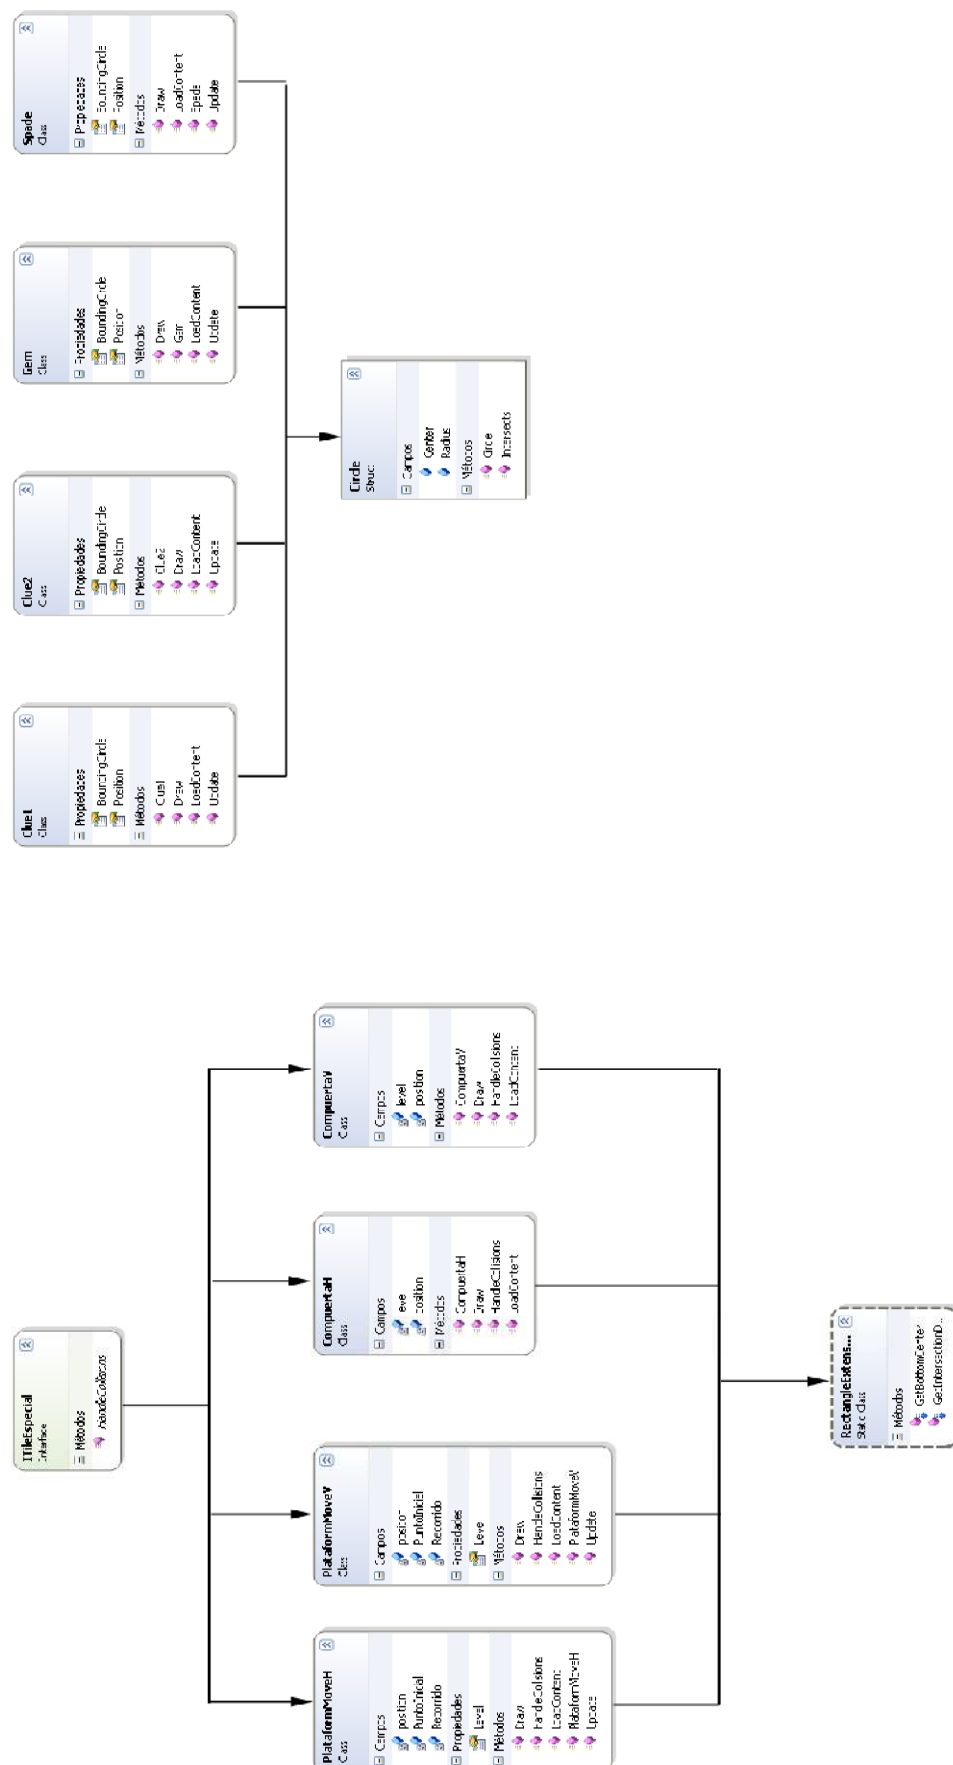 PlataformMoveH
Class
Campos
position
PuntoInicial
Recorrido
Propiedades
Level
Métodos
Draw
HandleCollisions
LoadContent
PlataformMoveH
Update
PlataformMoveV
Class
Campos
position
PuntoInicial
Recorrido
Propiedades
Level
Métodos
Draw
HandleCollisions
LoadContent
PlataformMoveV
Update
ITileEspecial
Interface
Métodos
HandleCollisions
CompuertaH
Class
Campos
level
position
Métodos
CompuertaH
Draw
HandleCollisions
LoadContent
CompuertaV
Class
Campos
level
position
Métodos
CompuertaV
Draw
HandleCollisions
LoadContent
RectangleExtens...
Static Class
Métodos
GetBottomCenter
GetIntersectionD...
Clue1
Class
Propiedades
BoundingCircle
Position
Métodos
Clue1
Draw
LoadContent
Update
Clue2
Class
Propiedades
BoundingCircle
Position
Métodos
Clue2
Draw
LoadContent
Update
Gem
Class
Propiedades
BoundingCircle
Position
Métodos
Draw
Gem
LoadContent
Update
Spade
Class
Propiedades
BoundingCircle
Position
Métodos
Draw
LoadContent
Update
Circle
Struct
Campos
Center
Radius
Métodos
Circle
Intersects